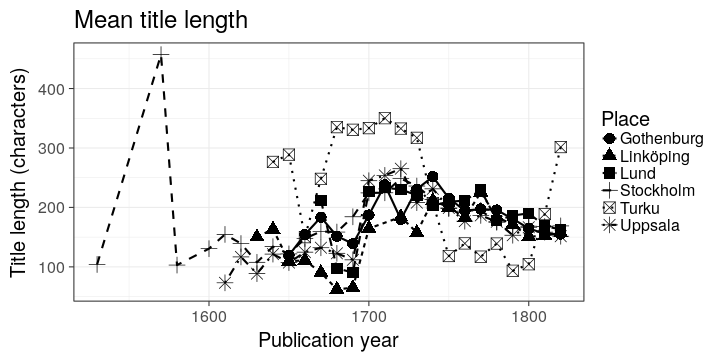 Mean title length
Title length (characters)
400
300
200
100
1600
1700
1800
Publication year
Place
Gothenburg
Linköping
Lund
Stockholm
Turku
Uppsala